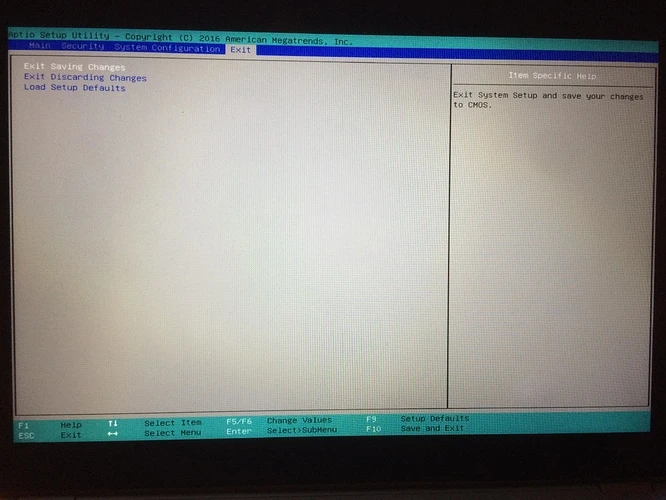 Aptio Setup Utility - Copyright (C) 2016 American Megatrends, Inc.
Main Security System Configuration Exit
Exit Saving Changes
Exit Discarding Changes
Load Setup Defaults
Item Specific Help
Exit System Setup and save your changes
to CMOS.
F1 Help ↑↓ Select Item F5/F6 Change Values F9 Setup Defaults
ESC Exit ↔ Select Menu Enter Select>SubMenu F10 Save and Exit